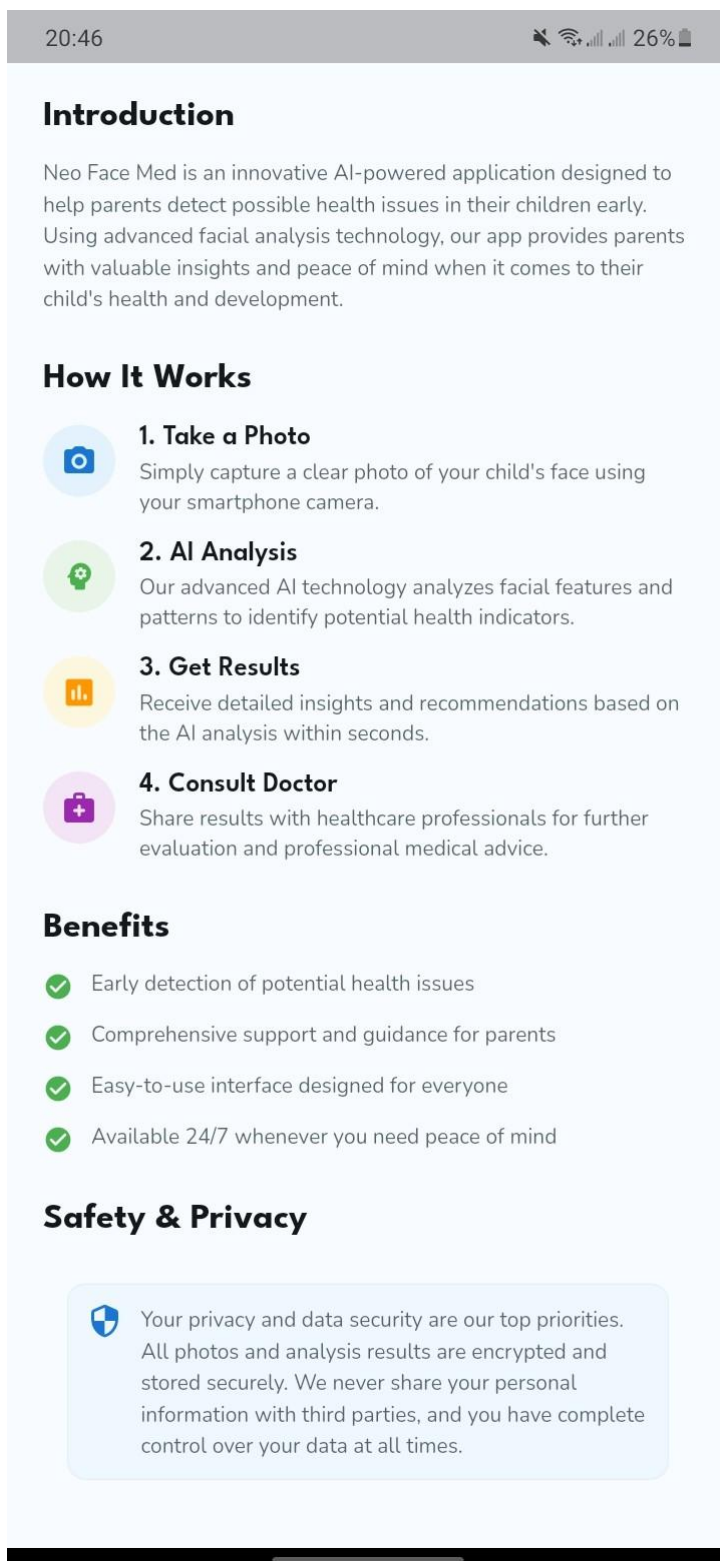 20:46
26%
Introduction
Neo Face Med is an innovative AI-powered application designed to
help parents detect possible health issues in their children early.
Using advanced facial analysis technology, our app provides parents
with valuable insights and peace of mind when it comes to their
child's health and development.
How It Works
1. Take a Photo
Simply capture a clear photo of your child's face using
your smartphone camera.
2. AI Analysis
Our advanced AI technology analyzes facial features and
patterns to identify potential health indicators.
3. Get Results
Receive detailed insights and recommendations based on
the AI analysis within seconds.
4. Consult Doctor
Share results with healthcare professionals for further
evaluation and professional medical advice.
Benefits
Early detection of potential health issues
Comprehensive support and guidance for parents
Easy-to-use interface designed for everyone
Available 24/7 whenever you need peace of mind
Safety & Privacy
Your privacy and data security are our top priorities.
All photos and analysis results are encrypted and
stored securely. We never share your personal
information with third parties, and you have complete
control over your data at all times.